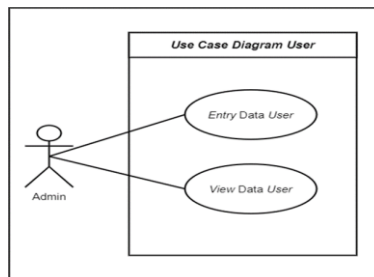 Use Case Diagram User
Entry Data User
View Data User
Admin